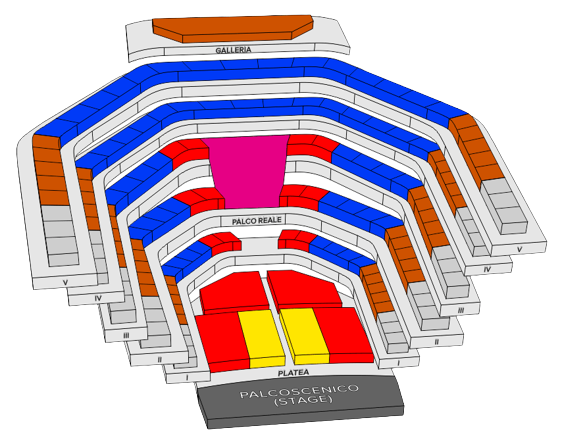 GALLERIA
PALCO REALE
V
V
IV
IV
III
III
II
II
I
I
PLATEA
PALCOSCENICO
(STAGE)